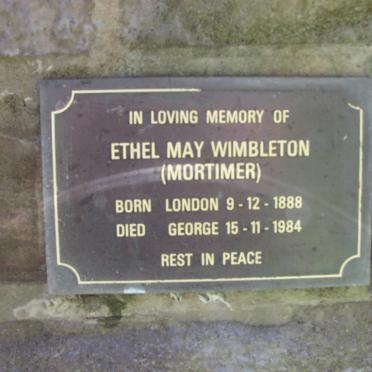 IN LOVING MEMORY OF
ETHEL MAY WIMBLETON
(MORTIMER)
BORN LONDON 9-12-1888
DIED GEORGE 15-11-1984
REST IN PEACE